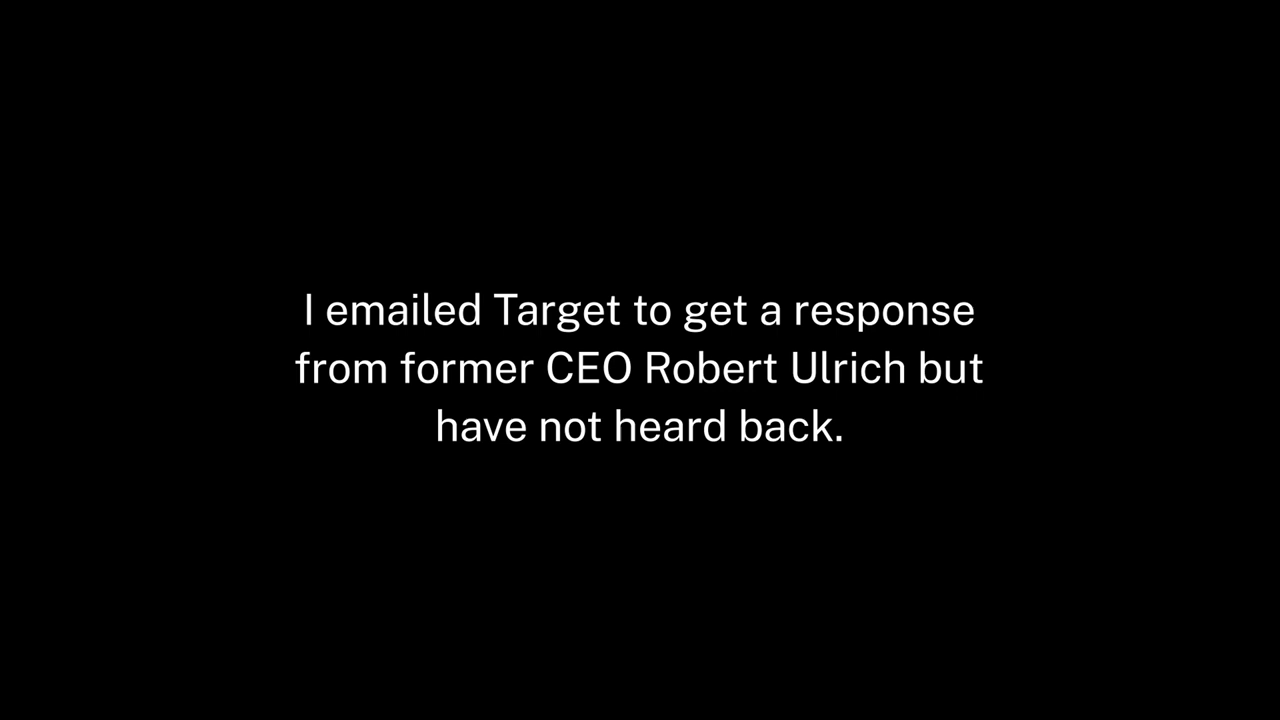 I emailed Target to get a response
from former CEO Robert Ulrich but
have not heard back.